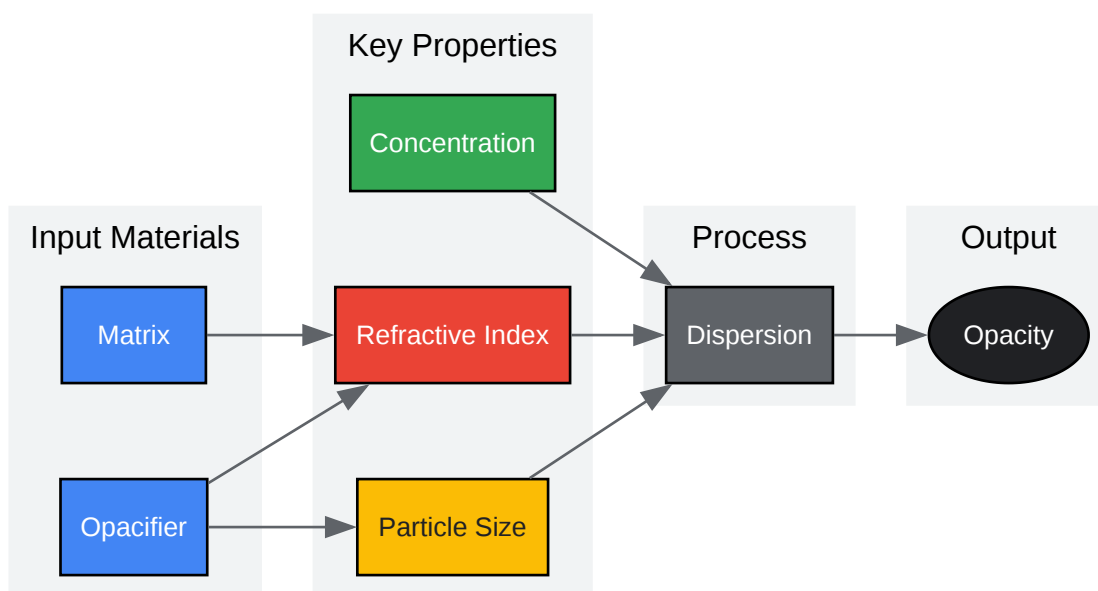 Key Properties
Concentration
Input Materials
Process
Output
Matrix
Refractive Index
Dispersion
Opacity
Opacifier
Particle Size